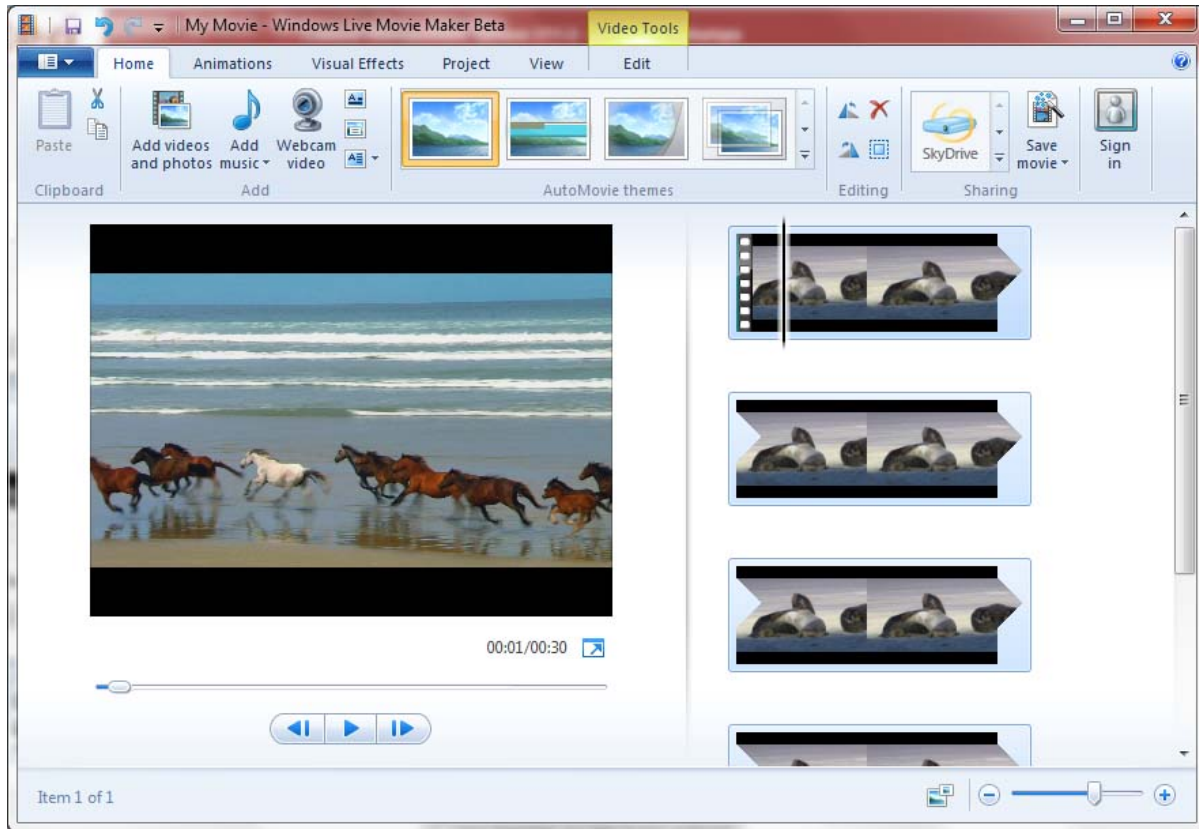 My Movie - Windows Live Movie Maker Beta
Video Tools
Home Animations Visual Effects Project View Edit
Paste
Add videos and photos
Add music
Webcam video
SkyDrive
Save movie
Sign in
Clipboard
Add
AutoMovie themes
Editing
Sharing
00:01/00:30
Item 1 of 1